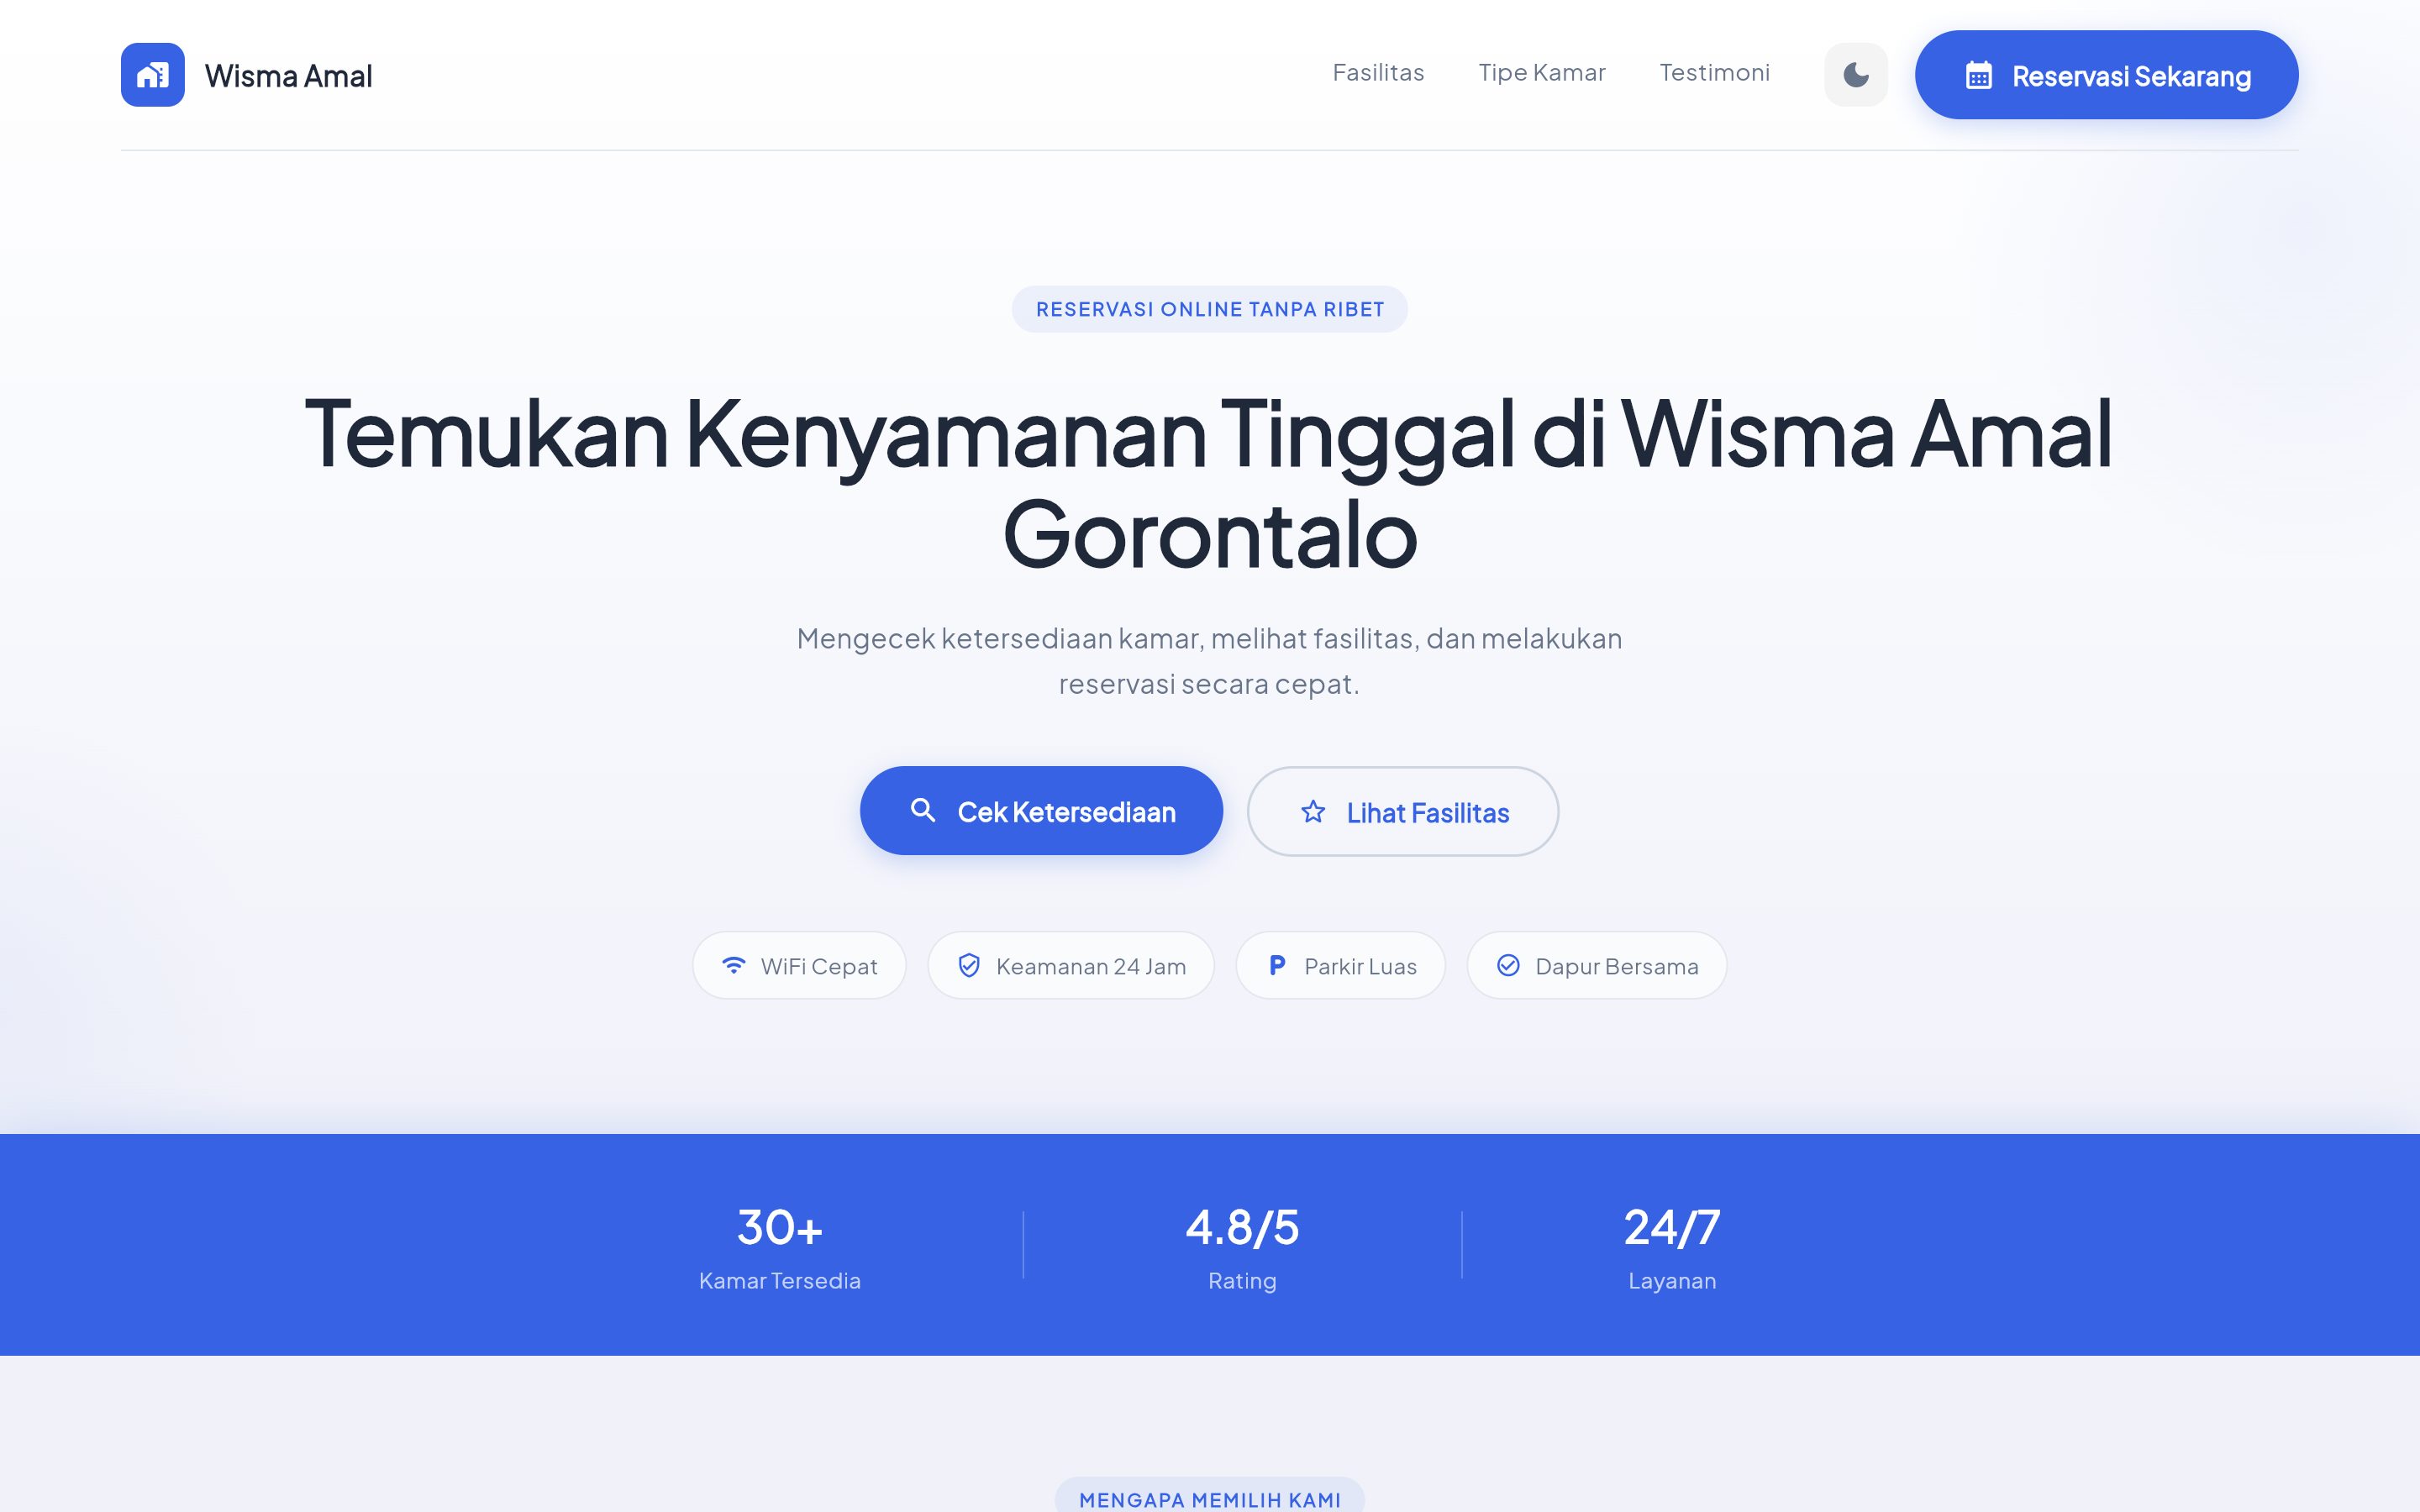 Wisma Amal
Fasilitas
Tipe Kamar
Testimoni
Reservasi Sekarang
RESERVASI ONLINE TANPA RIBET
Temukan Kenyamanan Tinggal di Wisma Amal
Gorontalo
Mengecek ketersediaan kamar, melihat fasilitas, dan melakukan
reservasi secara cepat.
Cek Ketersediaan
Lihat Fasilitas
WiFi Cepat
Keamanan 24 Jam
P Parkir Luas
Dapur Bersama
30+
Kamar Tersedia
4.8/5
Rating
24/7
Layanan
MENGAPA MEMILIH KAMI